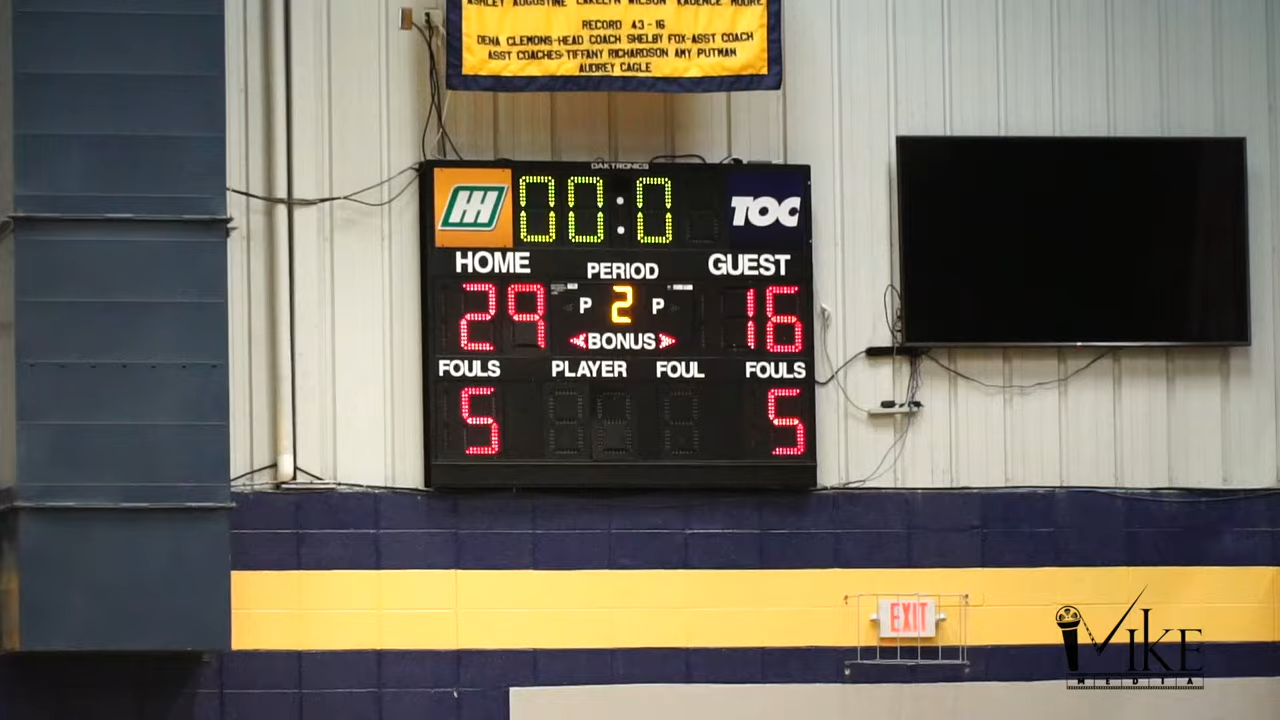 ASHLEY AUGUSTINE LAKELYN WILSON KADENCE MOORE
RECORD 43-16
DENA CLEMONS-HEAD COACH SHELBY FOX-ASST COACH
ASST COACHES-TIFFANY RICHARDSON AMY PUTMAN
AUDREY CAGLE
DAKTRONICS
H 00:0 TOC
HOME PERIOD GUEST
29 P 2 P 16
BONUS
FOULS PLAYER FOUL FOULS
5 5
EXIT
MIKE
MEDIA